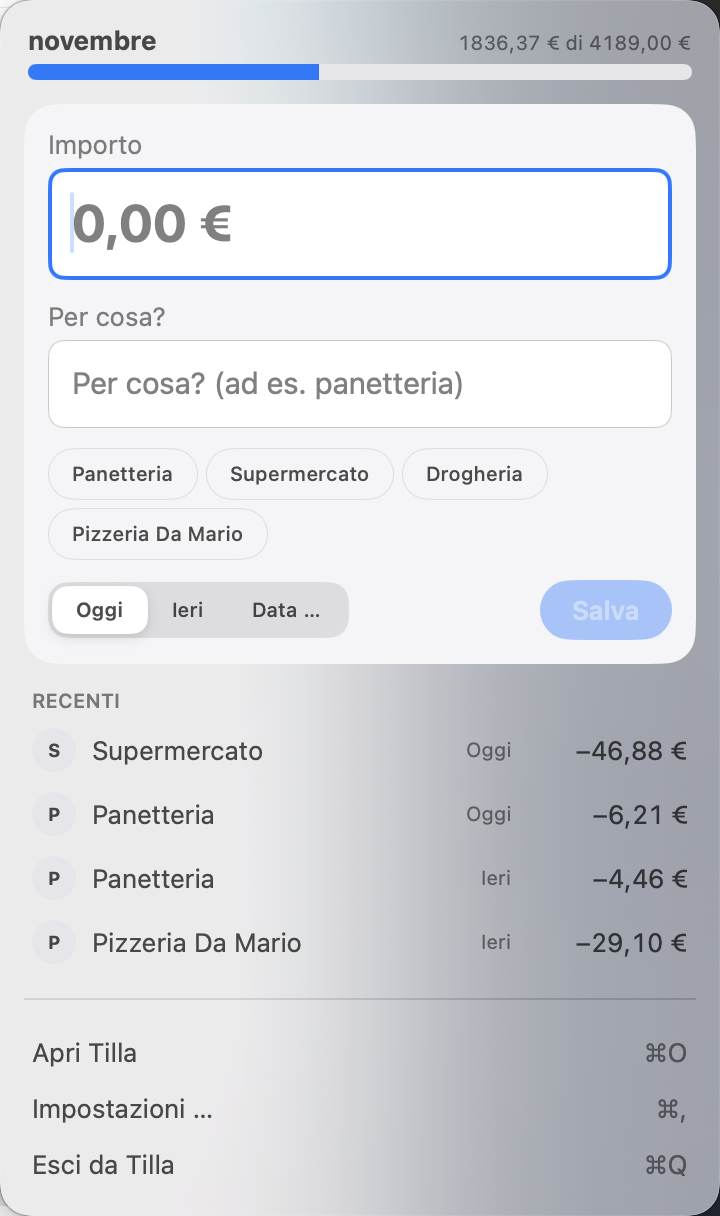 novembre 1836,37 € di 4189,00 €
Importo
0,00 €
Per cosa?
Per cosa? (ad es. panetteria)
Panetteria Supermercato Drogheria
Pizzeria Da Mario
Oggi Ieri Data ... Salva
RECENTI
S Supermercato Oggi –46,88 €
P Panetteria Oggi –6,21 €
P Panetteria Ieri –4,46 €
P Pizzeria Da Mario Ieri –29,10 €
Apri Tilla ⌘O
Impostazioni ... ⌘,
Esci da Tilla ⌘Q